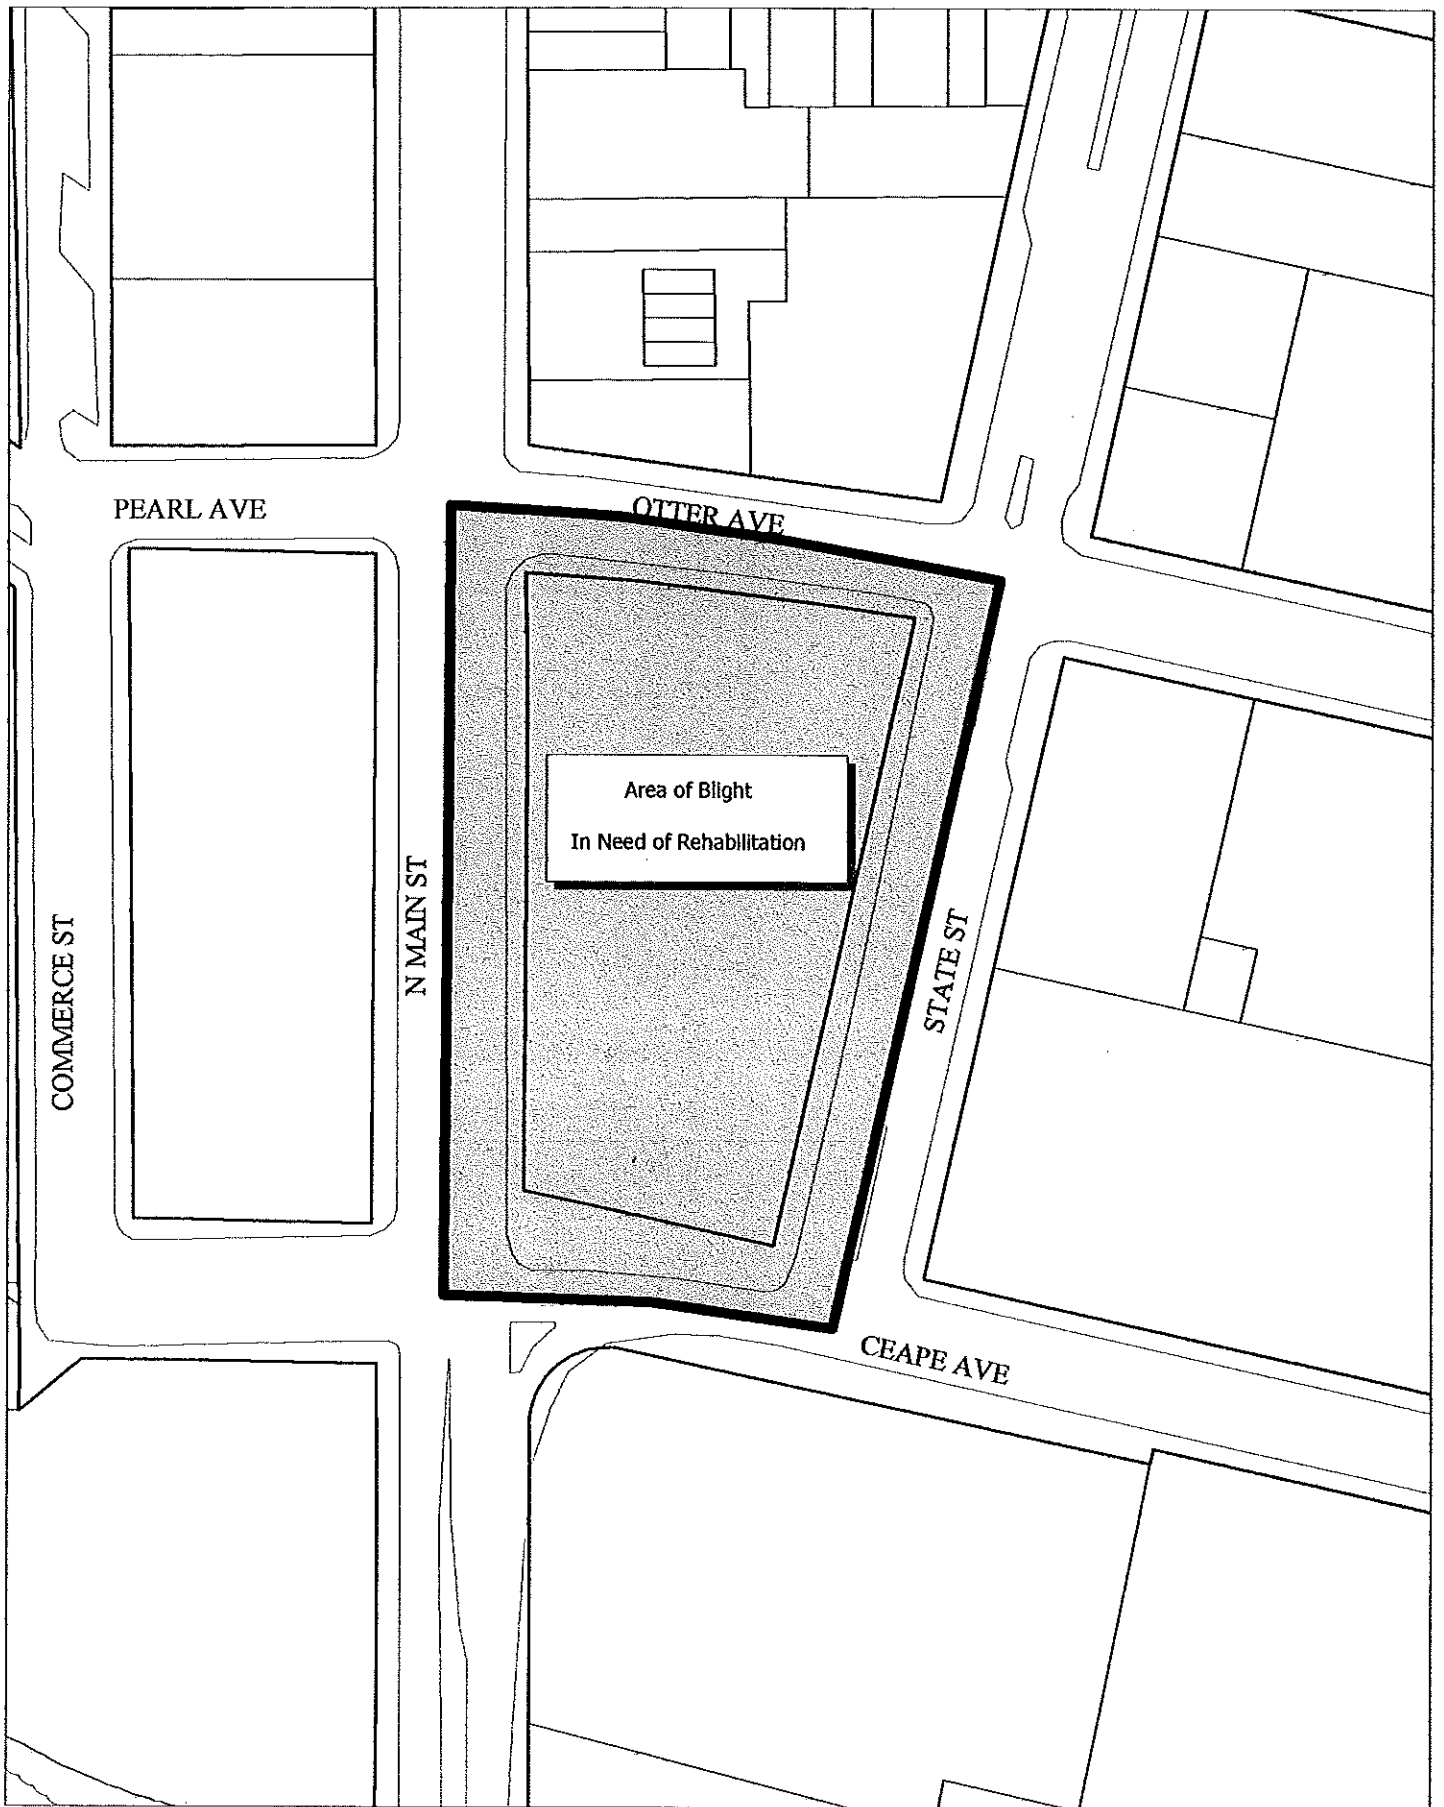 PEARL AVE
OTTER AVE
Area of Blight
In Need of Rehabilitation
N MAIN ST
COMMERCE ST
STATE ST
CEAPE AVE